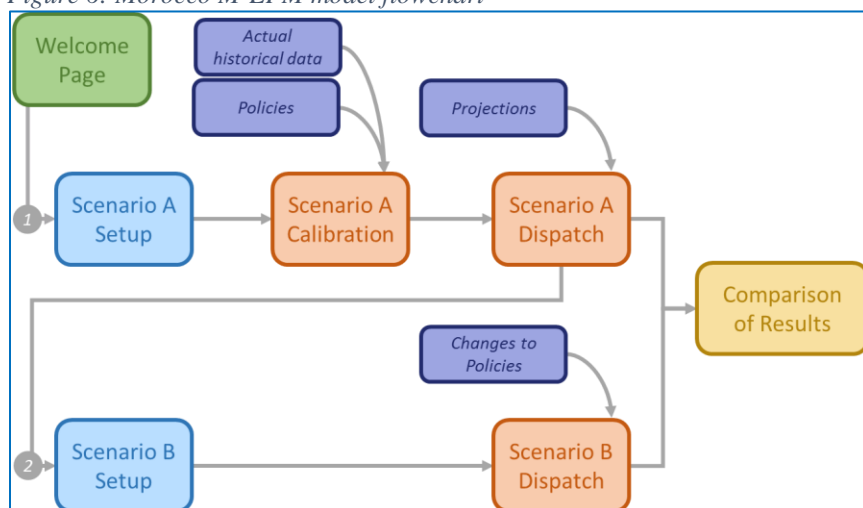 Welcome
Page
Actual
historical data
Policies
Projections
1
Scenario A
Setup
Scenario A
Calibration
Scenario A
Dispatch
Comparison
of Results
Changes to
Policies
2
Scenario B
Setup
Scenario B
Dispatch